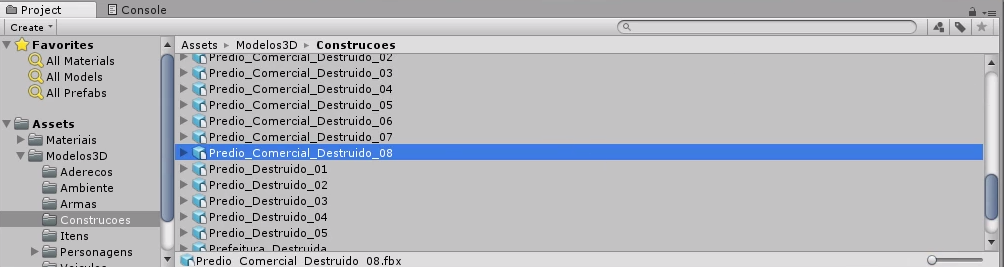 Project Console
Create
Favorites
All Materials
All Models
All Prefabs
Assets
Materiais
Modelos3D
Aderecos
Ambiente
Armas
Construcoes
Itens
Personagens
Veiculos
Assets Modelos3D Construcoes
Predio_Comercial_Destruido_02
Predio_Comercial_Destruido_03
Predio_Comercial_Destruido_04
Predio_Comercial_Destruido_05
Predio_Comercial_Destruido_06
Predio_Comercial_Destruido_07
Predio_Comercial_Destruido_08
Predio_Destruido_01
Predio_Destruido_02
Predio_Destruido_03
Predio_Destruido_04
Predio_Destruido_05
Prefeitura_Destruida
Predio_Comercial_Destruido_08.fbx